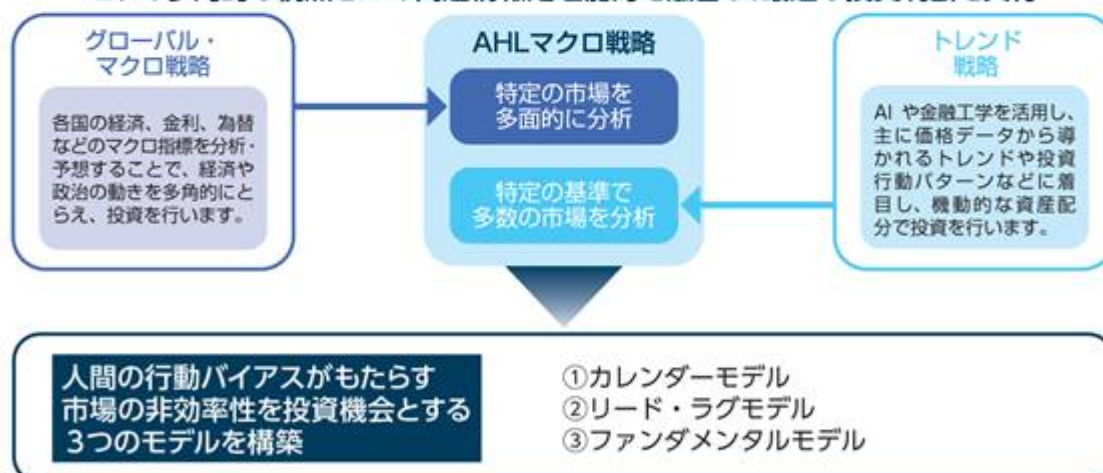 グローバル・
マクロ戦略
各国の経済、金利、為替
などのマクロ指標を分析・
予想することで、経済や
政治の動きを多角的にと
らえ、投資を行います。
AHLマクロ戦略
特定の市場を
多面的に分析
特定の基準で
多数の市場を分析
トレンド
戦略
AI や金融工学を活用し、
主に価格データから導
かれるトレンドや投資
行動パターンなどに着
目し、機動的な資産配
分で投資を行います。
人間の行動バイアスがもたらす
市場の非効率性を投資機会とする
3つのモデルを構築
①カレンダーモデル
②リード・ラグモデル
③ファンダメンタルモデル